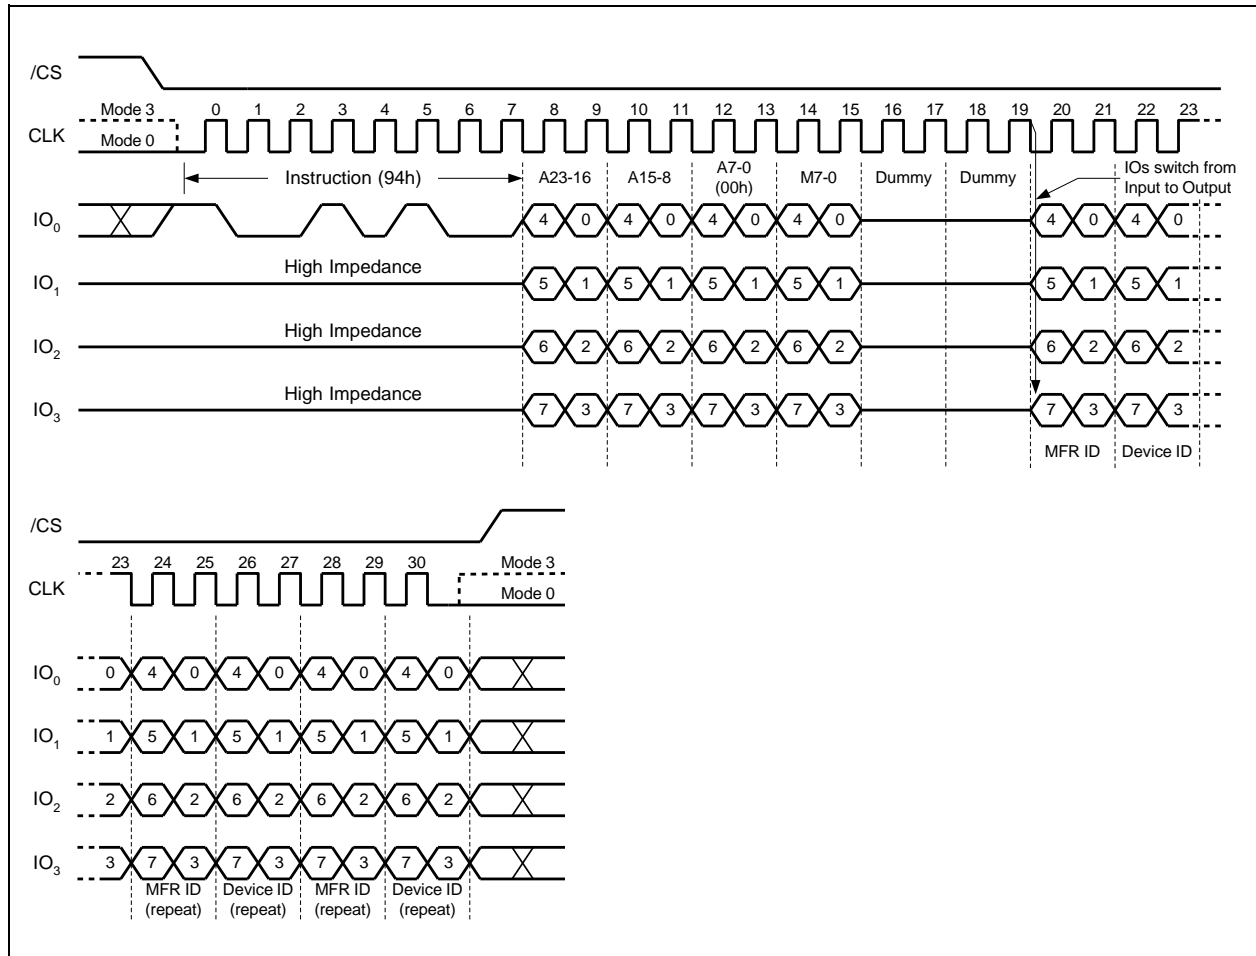 /CS
Mode 3 0 1 2 3 4 5 6 7 8 9 10 11 12 13 14 15 16 17 18 19 20 21 22 23
CLK
Mode 0
Instruction (94h) A23-16 A15-8 A7-0 (00h) M7-0 Dummy Dummy
IOs switch from
Input to Output
IO0 4 0 4 0 4 0 4 0 4 0 4 0
High Impedance
IO1 5 1 5 1 5 1 5 1 5 1 5 1
High Impedance
IO2 6 2 6 2 6 2 6 2 6 2 6 2
High Impedance
IO3 7 3 7 3 7 3 7 3 7 3 7 3
MFR ID Device ID
/CS
23 24 25 26 27 28 29 30 Mode 3
CLK
Mode 0
IO0 0 4 0 4 0 4 0 4 0
IO1 1 5 1 5 1 5 1 5 1
IO2 2 6 2 6 2 6 2 6 2
IO3 3 7 3 7 3 7 3 7 3
MFR ID Device ID MFR ID Device ID
(repeat) (repeat) (repeat) (repeat)